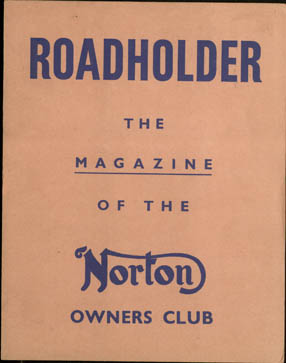 ROADHOLDER
THE
MAGAZINE
OF THE
Norton
OWNERS CLUB